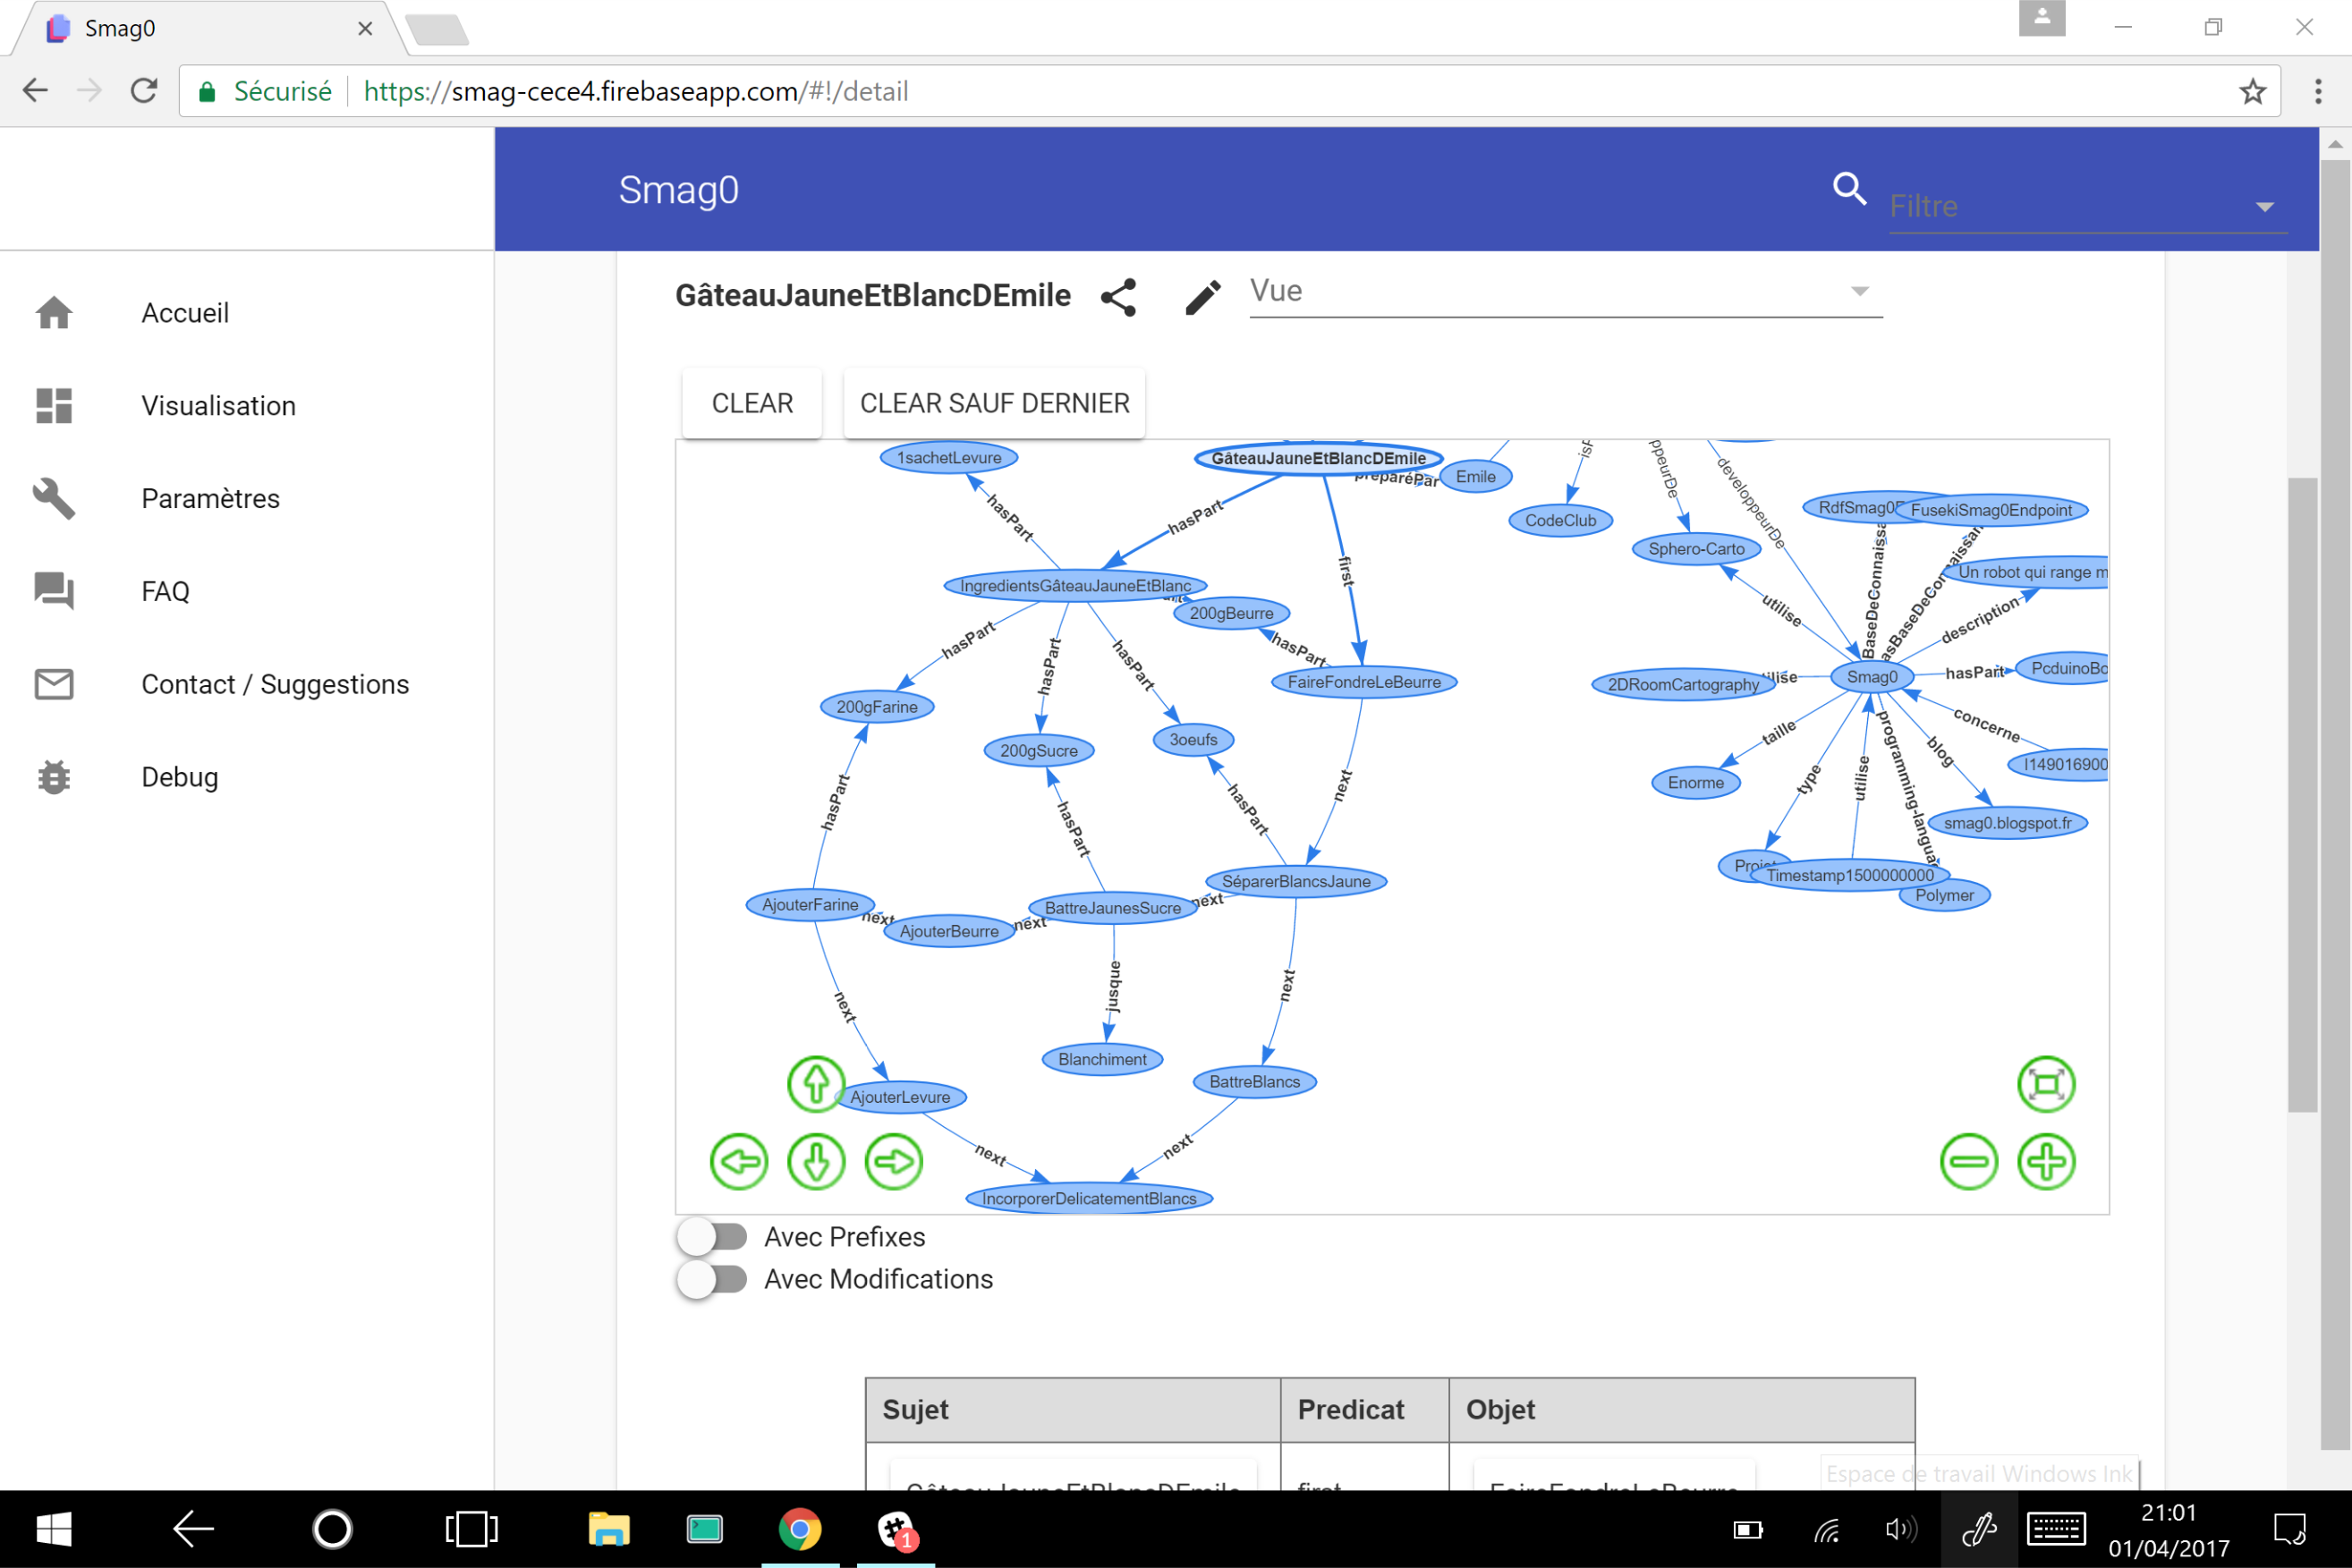 Smag0
Sécurisé
https://smag-cece4.firebaseapp.com/#!/detail
Smag0
Filtre
Accueil
Visualisation
Paramètres
FAQ
Contact / Suggestions
Debug
GâteauJauneEtBlancDEmile
Vue
CLEAR
CLEAR SAUF DERNIER
1sachetLevure
GâteauJauneEtBlancDEmile
préparéPar
Emile
CodeClub
developpeurDe
hasPart
hasPart
first
Sphero-Carto
FusekiSmag0Endpoint
Un robot qui range m
IngredientsGâteauJauneEtBlanc
200gBeurre
hasPart
FaireFondreLeBeurre
utilise
description
2DRoomCartography
Smag0
hasPart
PcduinoBo
hasPart
hasPart
hasPart
200gFarine
200gSucre
3oeufs
taille
type
utilise
blog
concerne
I149016900
Enorme
smag0.blogspot.fr
Timestamp1500000000
Polymer
hasPart
hasPart
hasPart
next
AjouterFarine
next
AjouterBeurre
next
BattreJaunesSucre
next
SéparerBlancsJaune
next
jusque
next
Blanchiment
BattreBlancs
AjouterLevure
next
next
IncorporerDelicatementBlancs
Avec Prefixes
Avec Modifications
Sujet Predicat Objet
GâteauJauneEtBlancDEmile first FaireFondreLeBeurre
Espace de travail Windows Ink
1
21:01
01/04/2017